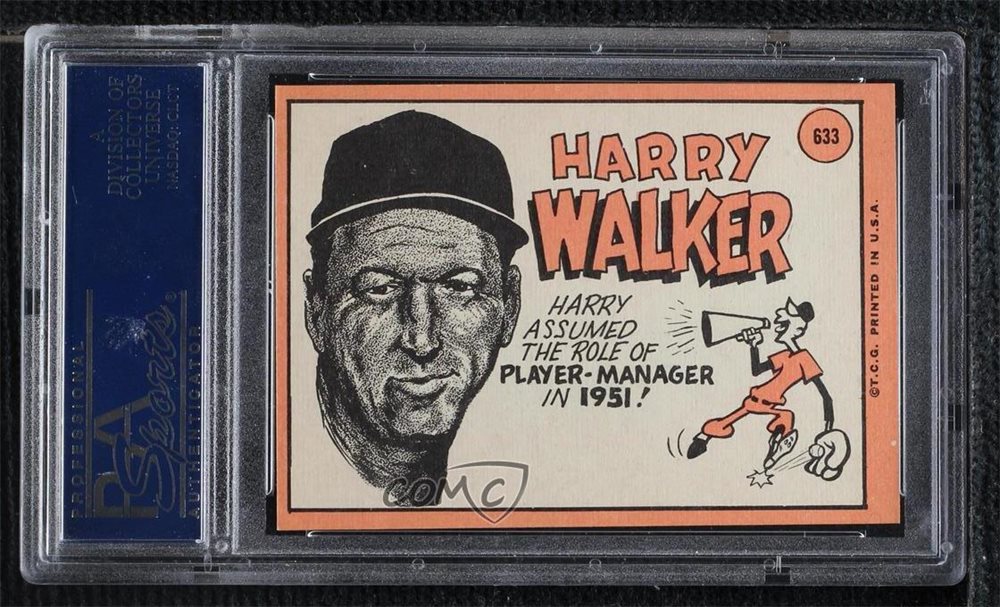 A
DIVISION OF
COLLECTORS
UNIVERSE
NASDAQ: CLCT
PROFESSIONAL
PSA
Sports®
AUTHENTICATOR
633
HARRY
WALKER
HARRY
ASSUMED
THE ROLE OF
PLAYER-MANAGER
IN 1951!
©T.C.G. PRINTED IN U.S.A.
COMC